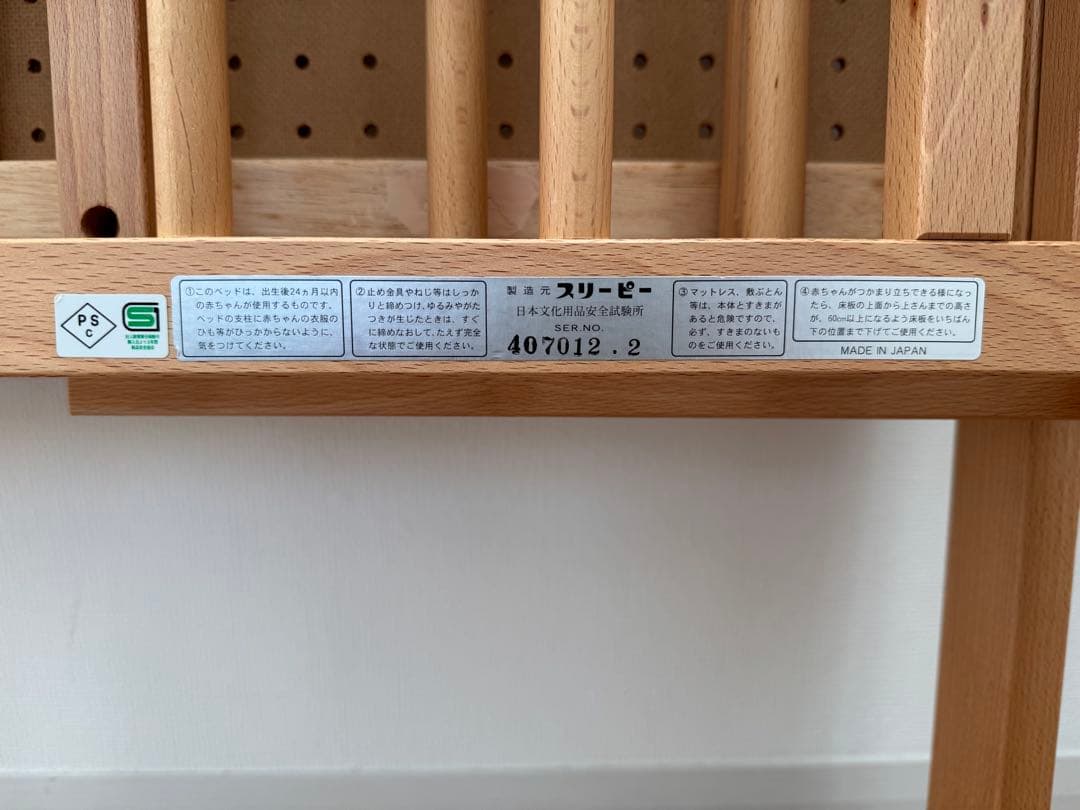 PS
C
①このベッドは、出生後24ヵ月以内
の赤ちゃんが使用するものです。
ベッドの支柱に赤ちゃんの衣服の
ひも等がひっかからないように、
気をつけてください。
②止め金具やねじ等はしっか
りと締めつけ、ゆるみやがた
つきが生じたときは、すぐ
に締めなおして、たえず完全
な状態でご使用ください。
製造元 スリーピー
日本文化用品安全試験所
SER.NO.
407012.2
③マットレス、敷ぶとん
等は、本体とすきまが
あると危険ですので、
必ず、すきまのないも
のをご使用ください。
④赤ちゃんがつかまり立ちできる様になっ
たら、床板の上面から上さんまでの高さ
が、60cm以上になるよう床板をいちばん
下の位置まで下げてご使用ください。
MADE IN JAPAN